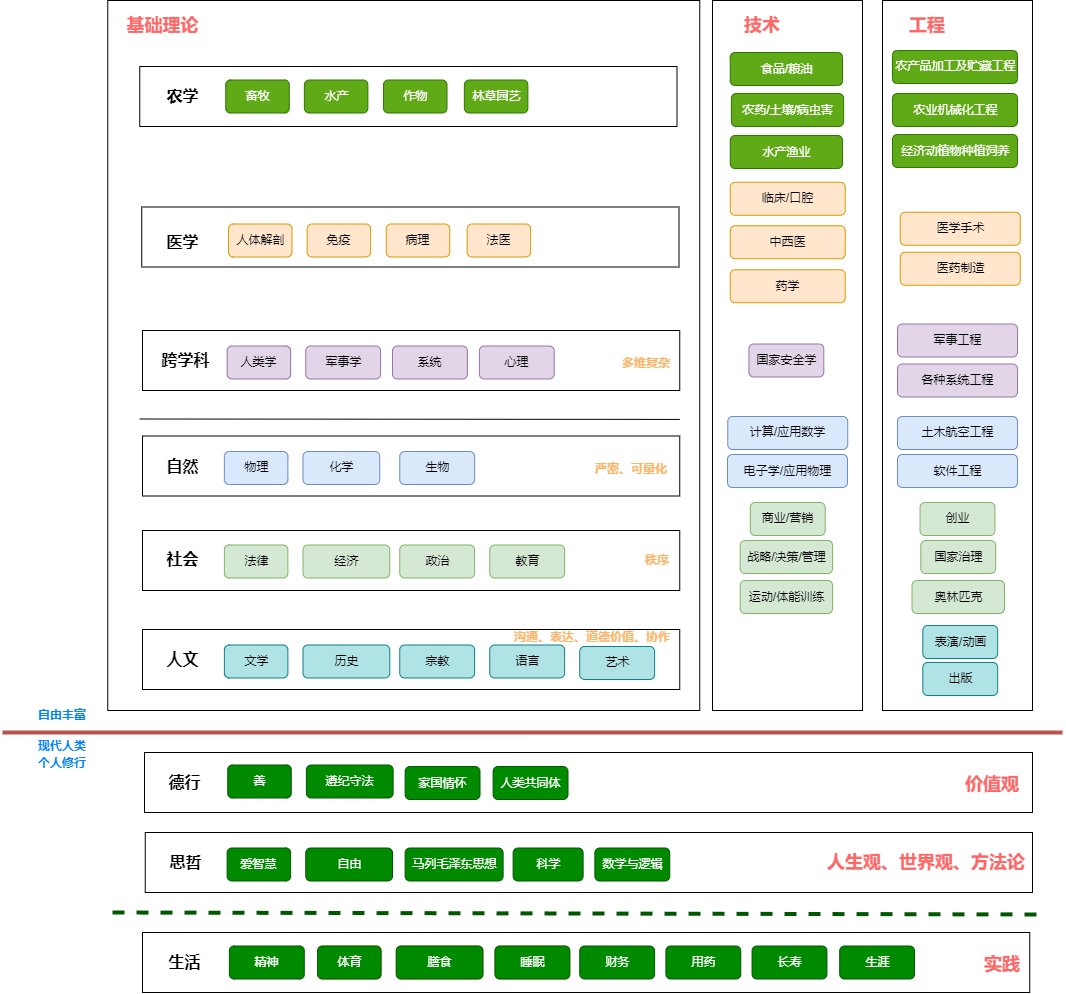 基础理论
农学
畜牧
水产
作物
林草园艺
医学
人体解剖
免疫
病理
法医
跨学科
人类学
军事学
系统
心理
多维复杂
自然
物理
化学
生物
严密、可量化
社会
法律
经济
政治
教育
秩序
沟通、表达、道德价值、协作
人文
文学
历史
宗教
语言
艺术
技术
食品/粮油
农药/土壤/病虫害
水产渔业
临床/口腔
中西医
药学
国家安全学
计算/应用数学
电子学/应用物理
商业/营销
战略/决策/管理
运动/体能训练
工程
农产品加工及贮藏工程
农业机械化工程
经济动植物种植饲养
医学手术
医药制造
军事工程
各种系统工程
土木航空工程
软件工程
创业
国家治理
奥林匹克
表演/动画
出版
自由丰富
现代人类
个人修行
德行
善
遵纪守法
家国情怀
人类共同体
价值观
思哲
爱智慧
自由
马列毛泽东思想
科学
数学与逻辑
人生观、世界观、方法论
生活
精神
体育
膳食
睡眠
财务
用药
长寿
生涯
实践